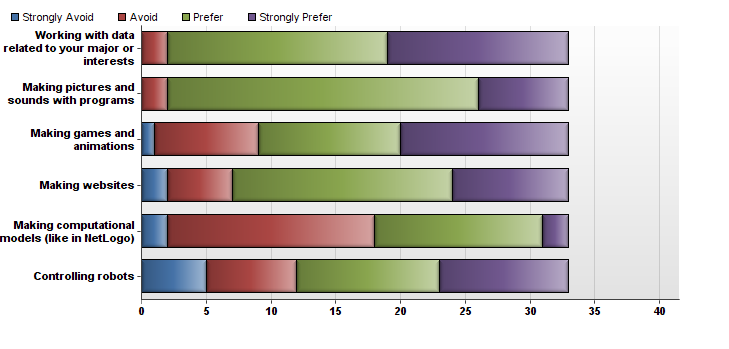 Strongly Avoid Avoid Prefer Strongly Prefer
Working with data
related to your major or
interests
Making pictures and
sounds with programs
Making games and
animations
Making websites
Making computational
models (like in NetLogo)
Controlling robots
0 5 10 15 20 25 30 35 40